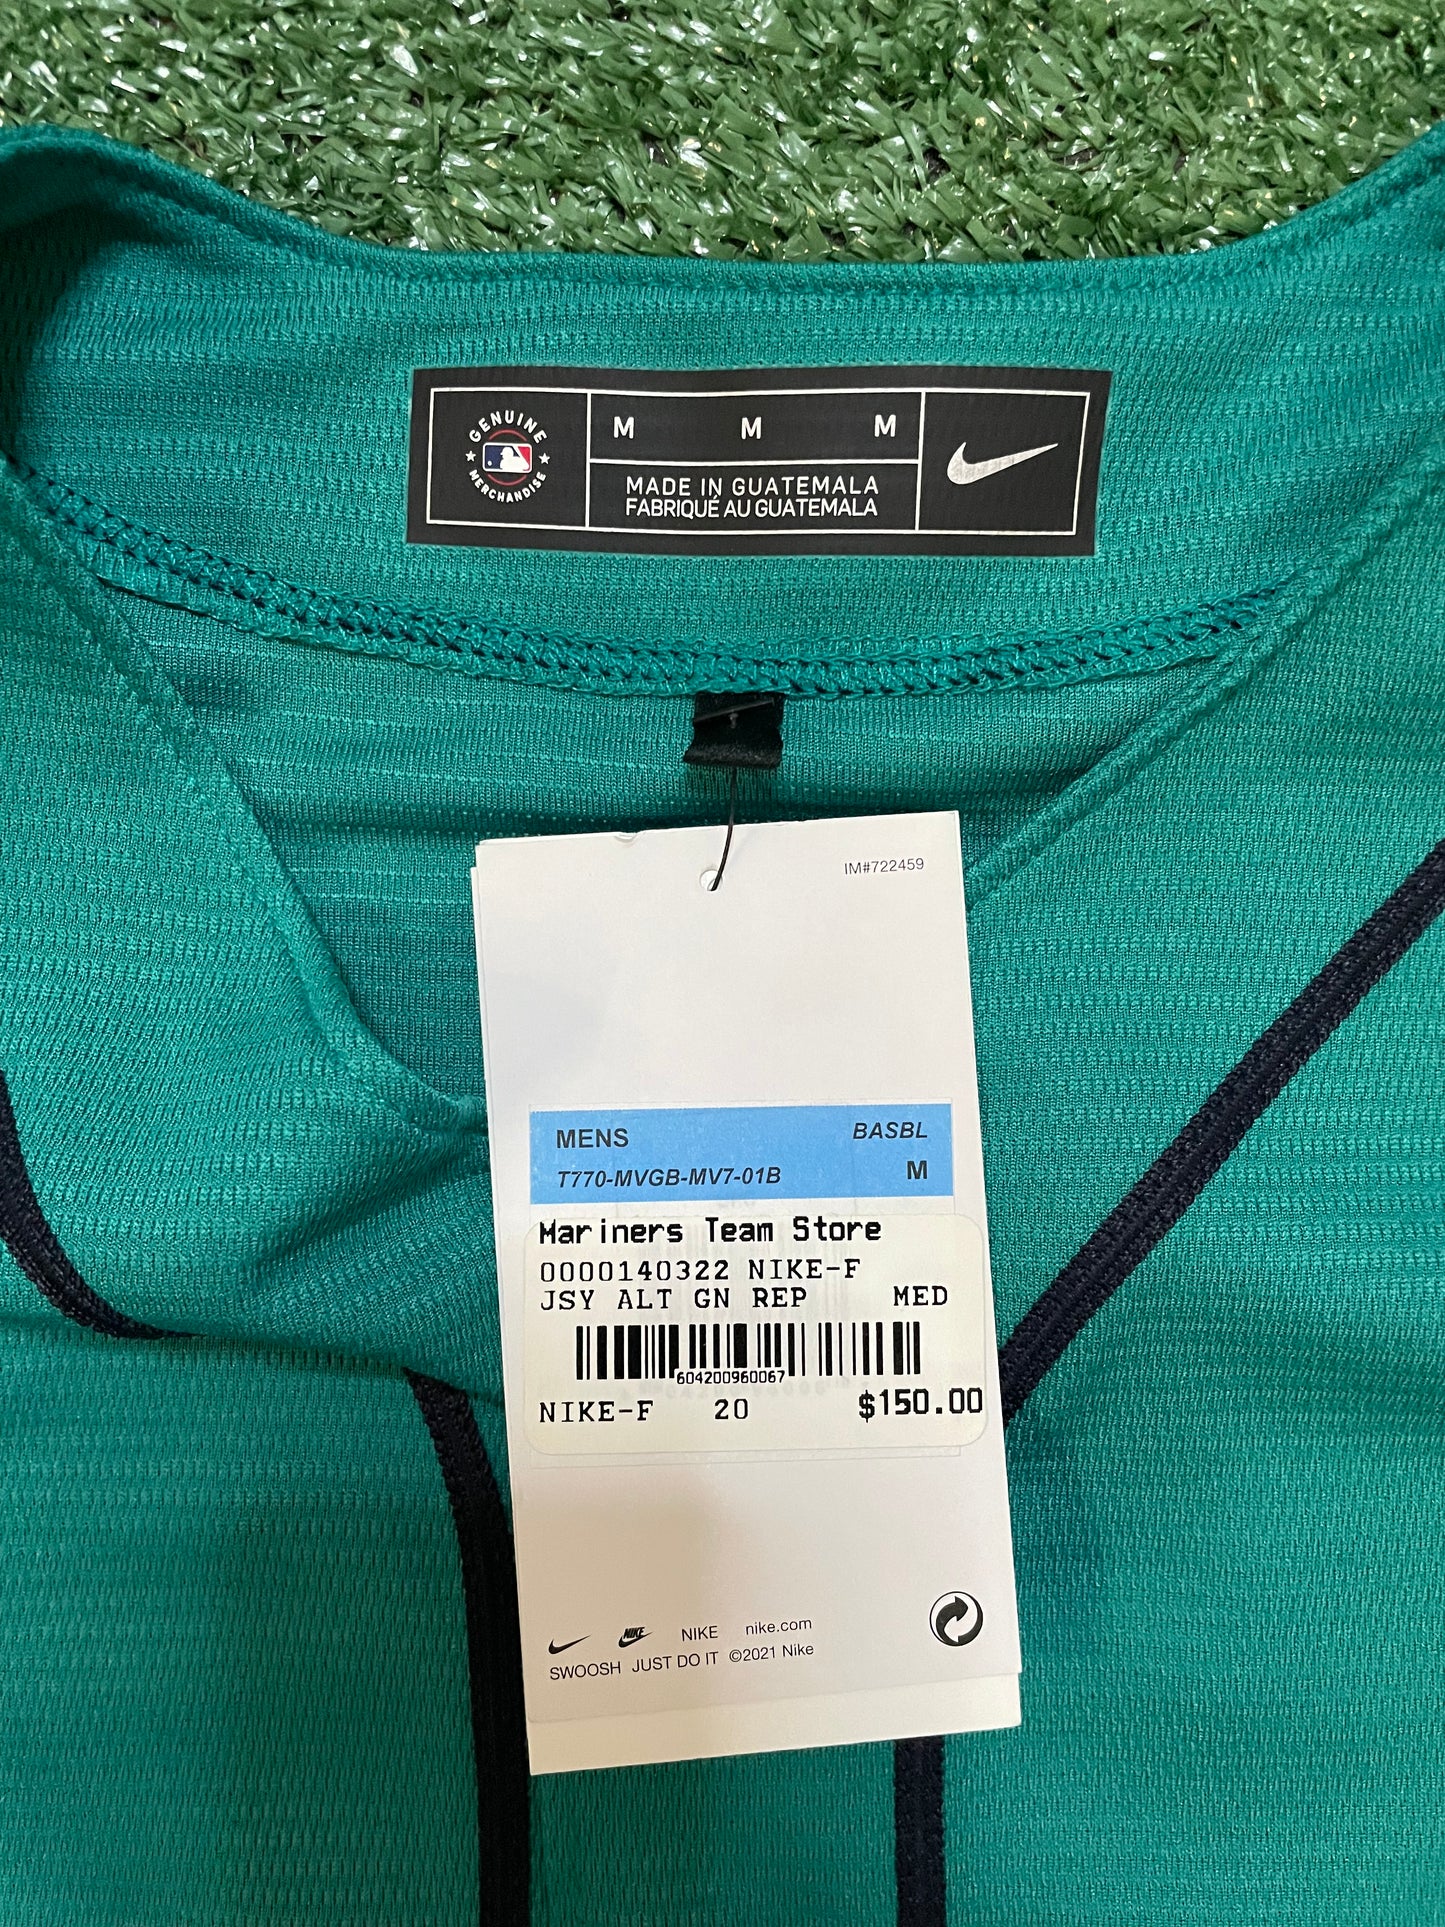 GENUINE
MERCHANDISE
M M M
MADE IN GUATEMALA
FABRIQUÉ AU GUATEMALA
IM#722459
MENS BASBL
T770-MVGB-MV7-01B M
Mariners Team Store
0000140322 NIKE-F
JSY ALT GN REP MED
604200960067
NIKE-F 20 $150.00
NIKE NIKE nike.com
SWOOSH JUST DO IT ©2021 Nike